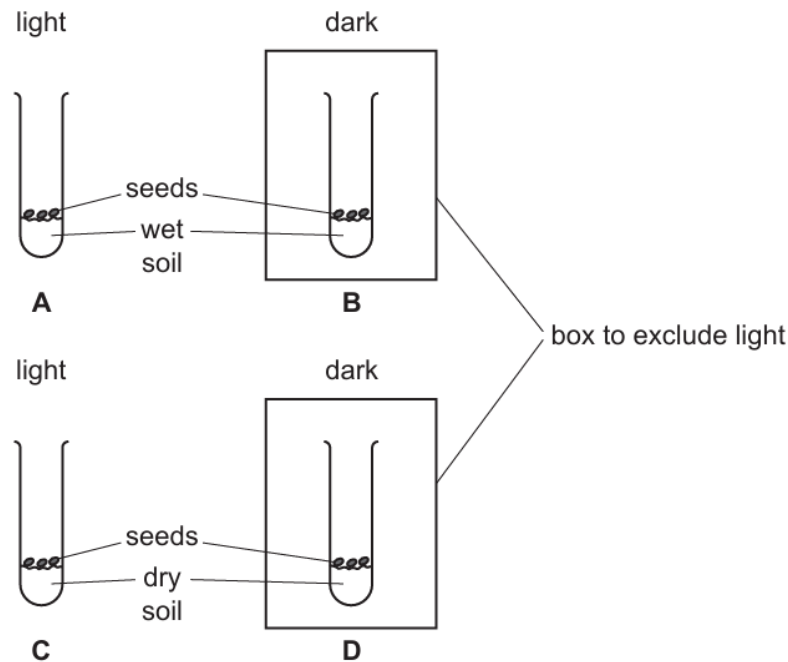 light
dark
seeds
wet
soil
A
B
box to exclude light
light
dark
seeds
dry
soil
C
D